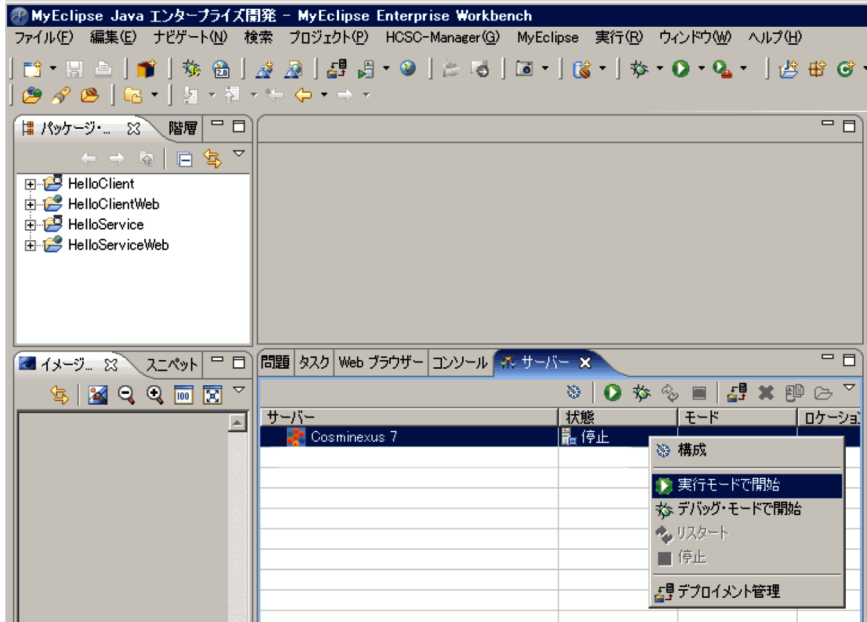 MyEclipse Java エンタープライズ開発 - MyEclipse Enterprise Workbench
ファイル(F) 編集(E) ナビゲート(N) 検索 プロジェクト(P) HCSC-Manager(G) MyEclipse 実行(R) ウィンドウ(W) ヘルプ(H)
パッケージ・... 階層
HelloClient
HelloClientWeb
HelloService
HelloServiceWeb
イメージ... スニペット
問題 タスク Web ブラウザー コンソール サーバー
100
サーバー 状態 モード ロケーション
Cosminexus 7 停止
構成
実行モードで開始
デバッグ・モードで開始
リスタート
停止
デプロイメント管理